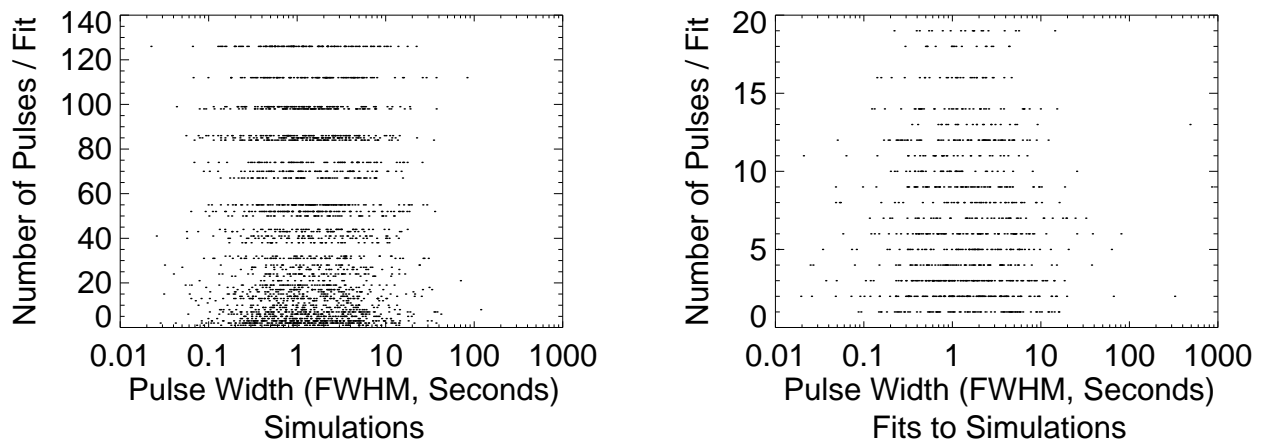 Number of Pulses / Fit
140
120
100
80
60
40
20
0
0.01 0.1 1 10 100 1000
Pulse Width (FWHM, Seconds)
Simulations
Number of Pulses / Fit
20
15
10
5
0
0.01 0.1 1 10 100 1000
Pulse Width (FWHM, Seconds)
Fits to Simulations